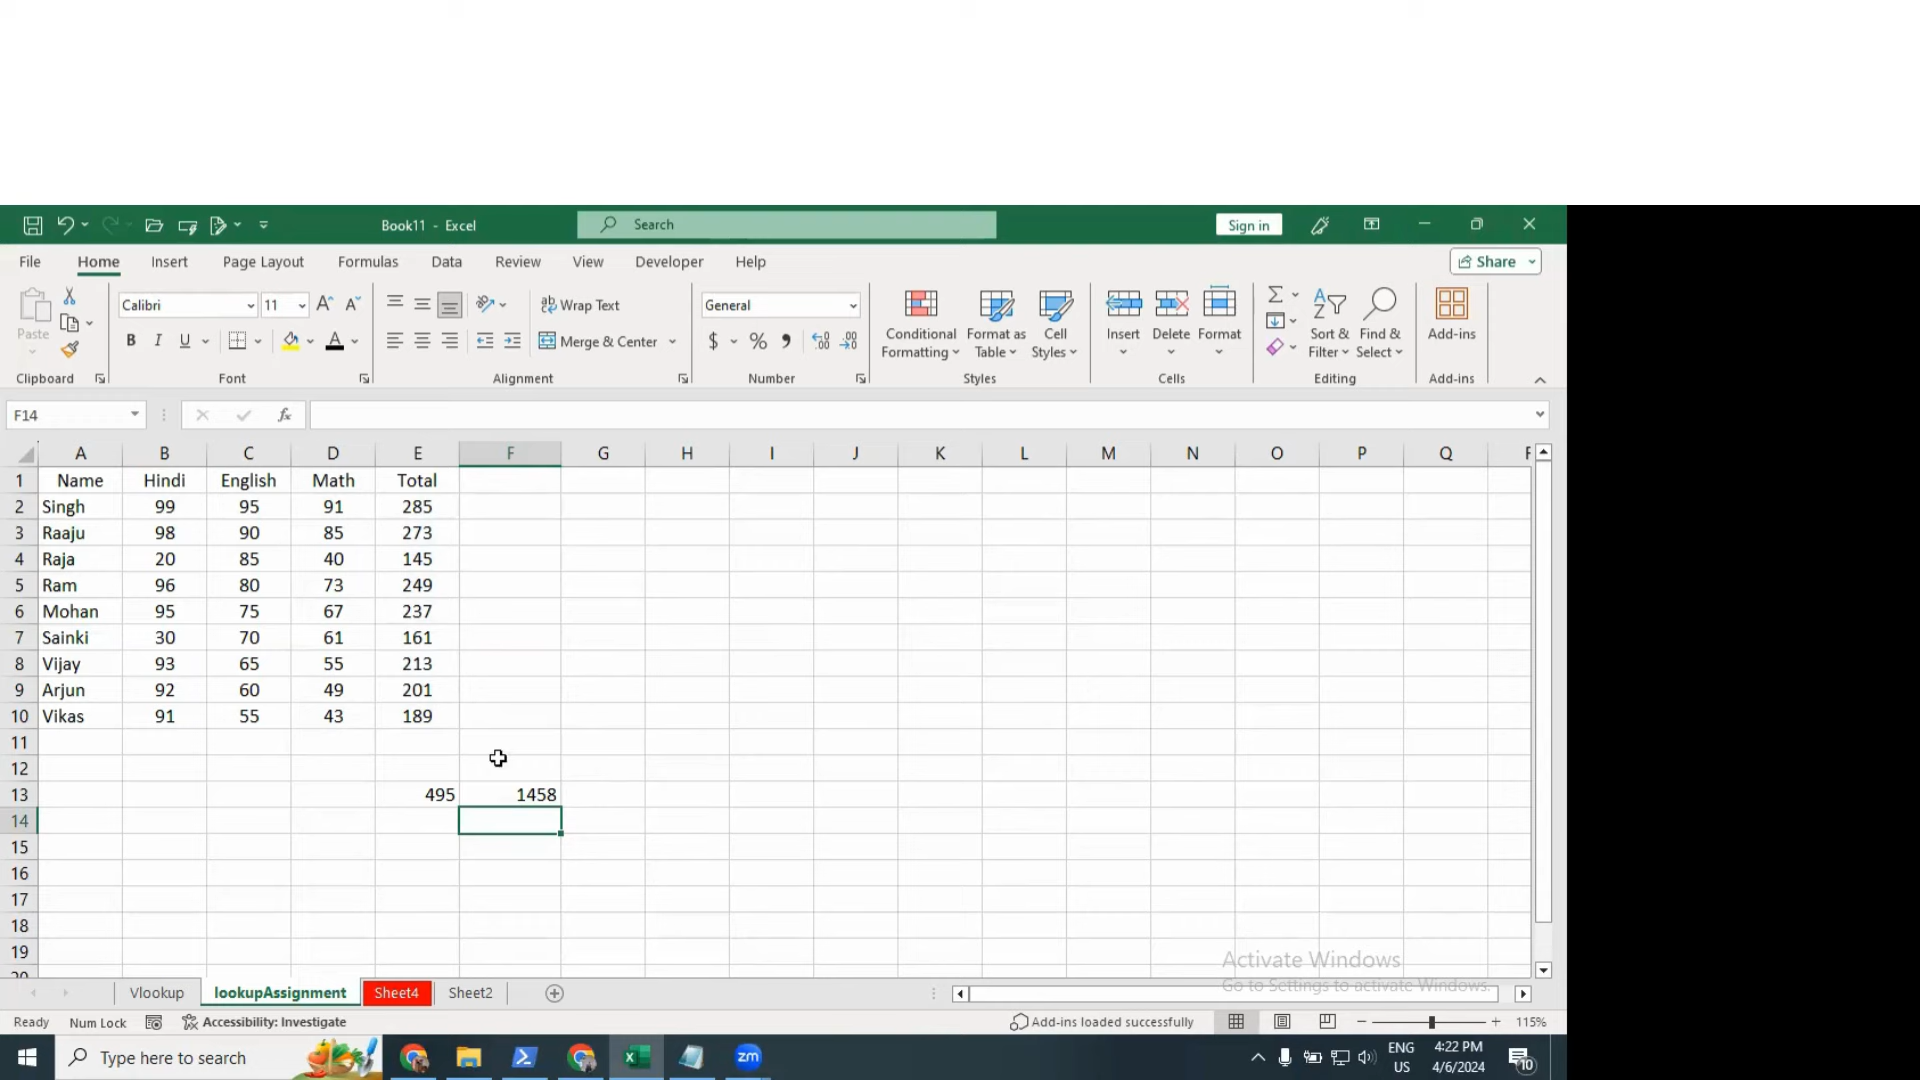 Book11 - Excel
Search
Sign in
File Home Insert Page Layout Formulas Data Review View Developer Help
Share
Paste
Calibri 11
B I U A
Wrap Text
Merge & Center
General
$ % ,
Conditional Formatting
Format as Table
Cell Styles
Insert Delete Format
Sort & Filter
Find & Select
Add-ins
Clipboard Font Alignment Number Styles Cells Editing Add-ins
F14 fx
A B C D E F G H I J K L M N O P Q
1 Name Hindi English Math Total
2 Singh 99 95 91 285
3 Raaju 98 90 85 273
4 Raja 20 85 40 145
5 Ram 96 80 73 249
6 Mohan 95 75 67 237
7 Sainki 30 70 61 161
8 Vijay 93 65 55 213
9 Arjun 92 60 49 201
10 Vikas 91 55 43 189
11
12
13 495 1458
14
15
16
17
18
19
Activate Windows
Go to Settings to activate Windows.
Vlookup lookupAssignment Sheet4 Sheet2
Ready Num Lock Accessibility: Investigate Add-ins loaded successfully 115%
Type here to search zm ENG US 4:22 PM 4/6/2024 10